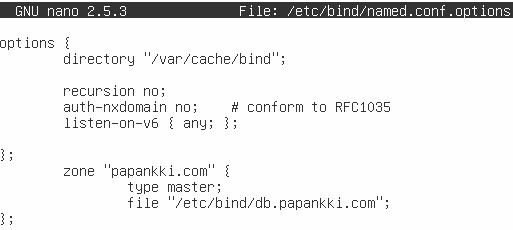 GNU nano 2.5.3 File: /etc/bind/named.conf.options
options {
directory "/var/cache/bind";
recursion no;
auth-nxdomain no; # conform to RFC1035
listen-on-v6 { any; };
};
zone "papankki.com" {
type master;
file "/etc/bind/db.papankki.com";
};